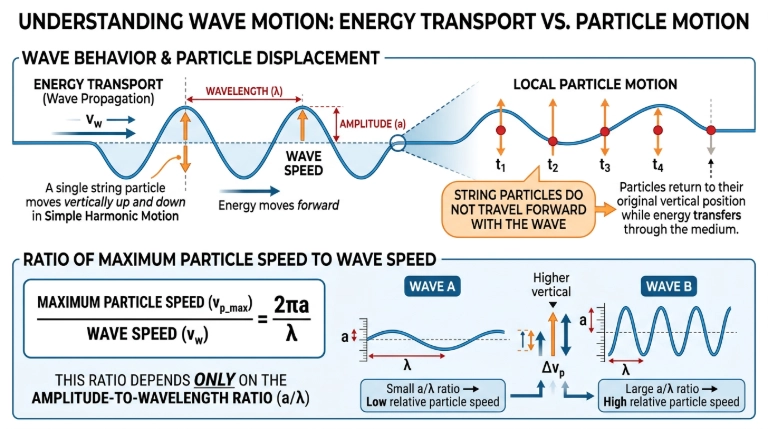 UNDERSTANDING WAVE MOTION: ENERGY TRANSPORT VS. PARTICLE MOTION
WAVE BEHAVIOR & PARTICLE DISPLACEMENT
ENERGY TRANSPORT
(Wave Propagation)
v_w
WAVELENGTH (λ)
AMPLITUDE (a)
WAVE
SPEED
A single string particle
moves vertically up and down
in Simple Harmonic Motion
Energy moves forward
LOCAL PARTICLE MOTION
t₁ t₂ t₃ t₄
STRING PARTICLES DO
NOT TRAVEL FORWARD
WITH THE WAVE
Particles return to their
original vertical position
while energy transfers
through the medium.
RATIO OF MAXIMUM PARTICLE SPEED TO WAVE SPEED
MAXIMUM PARTICLE SPEED (v_p_max)
WAVE SPEED (v_w)
= 2πa
λ
THIS RATIO DEPENDS ONLY ON THE
AMPLITUDE-TO-WAVELENGTH RATIO (a/λ)
WAVE A
a
λ
Small a/λ ratio →
Low relative particle speed
Higher
vertical
Δv_p
WAVE B
a
λ
Large a/λ ratio →
High relative particle speed